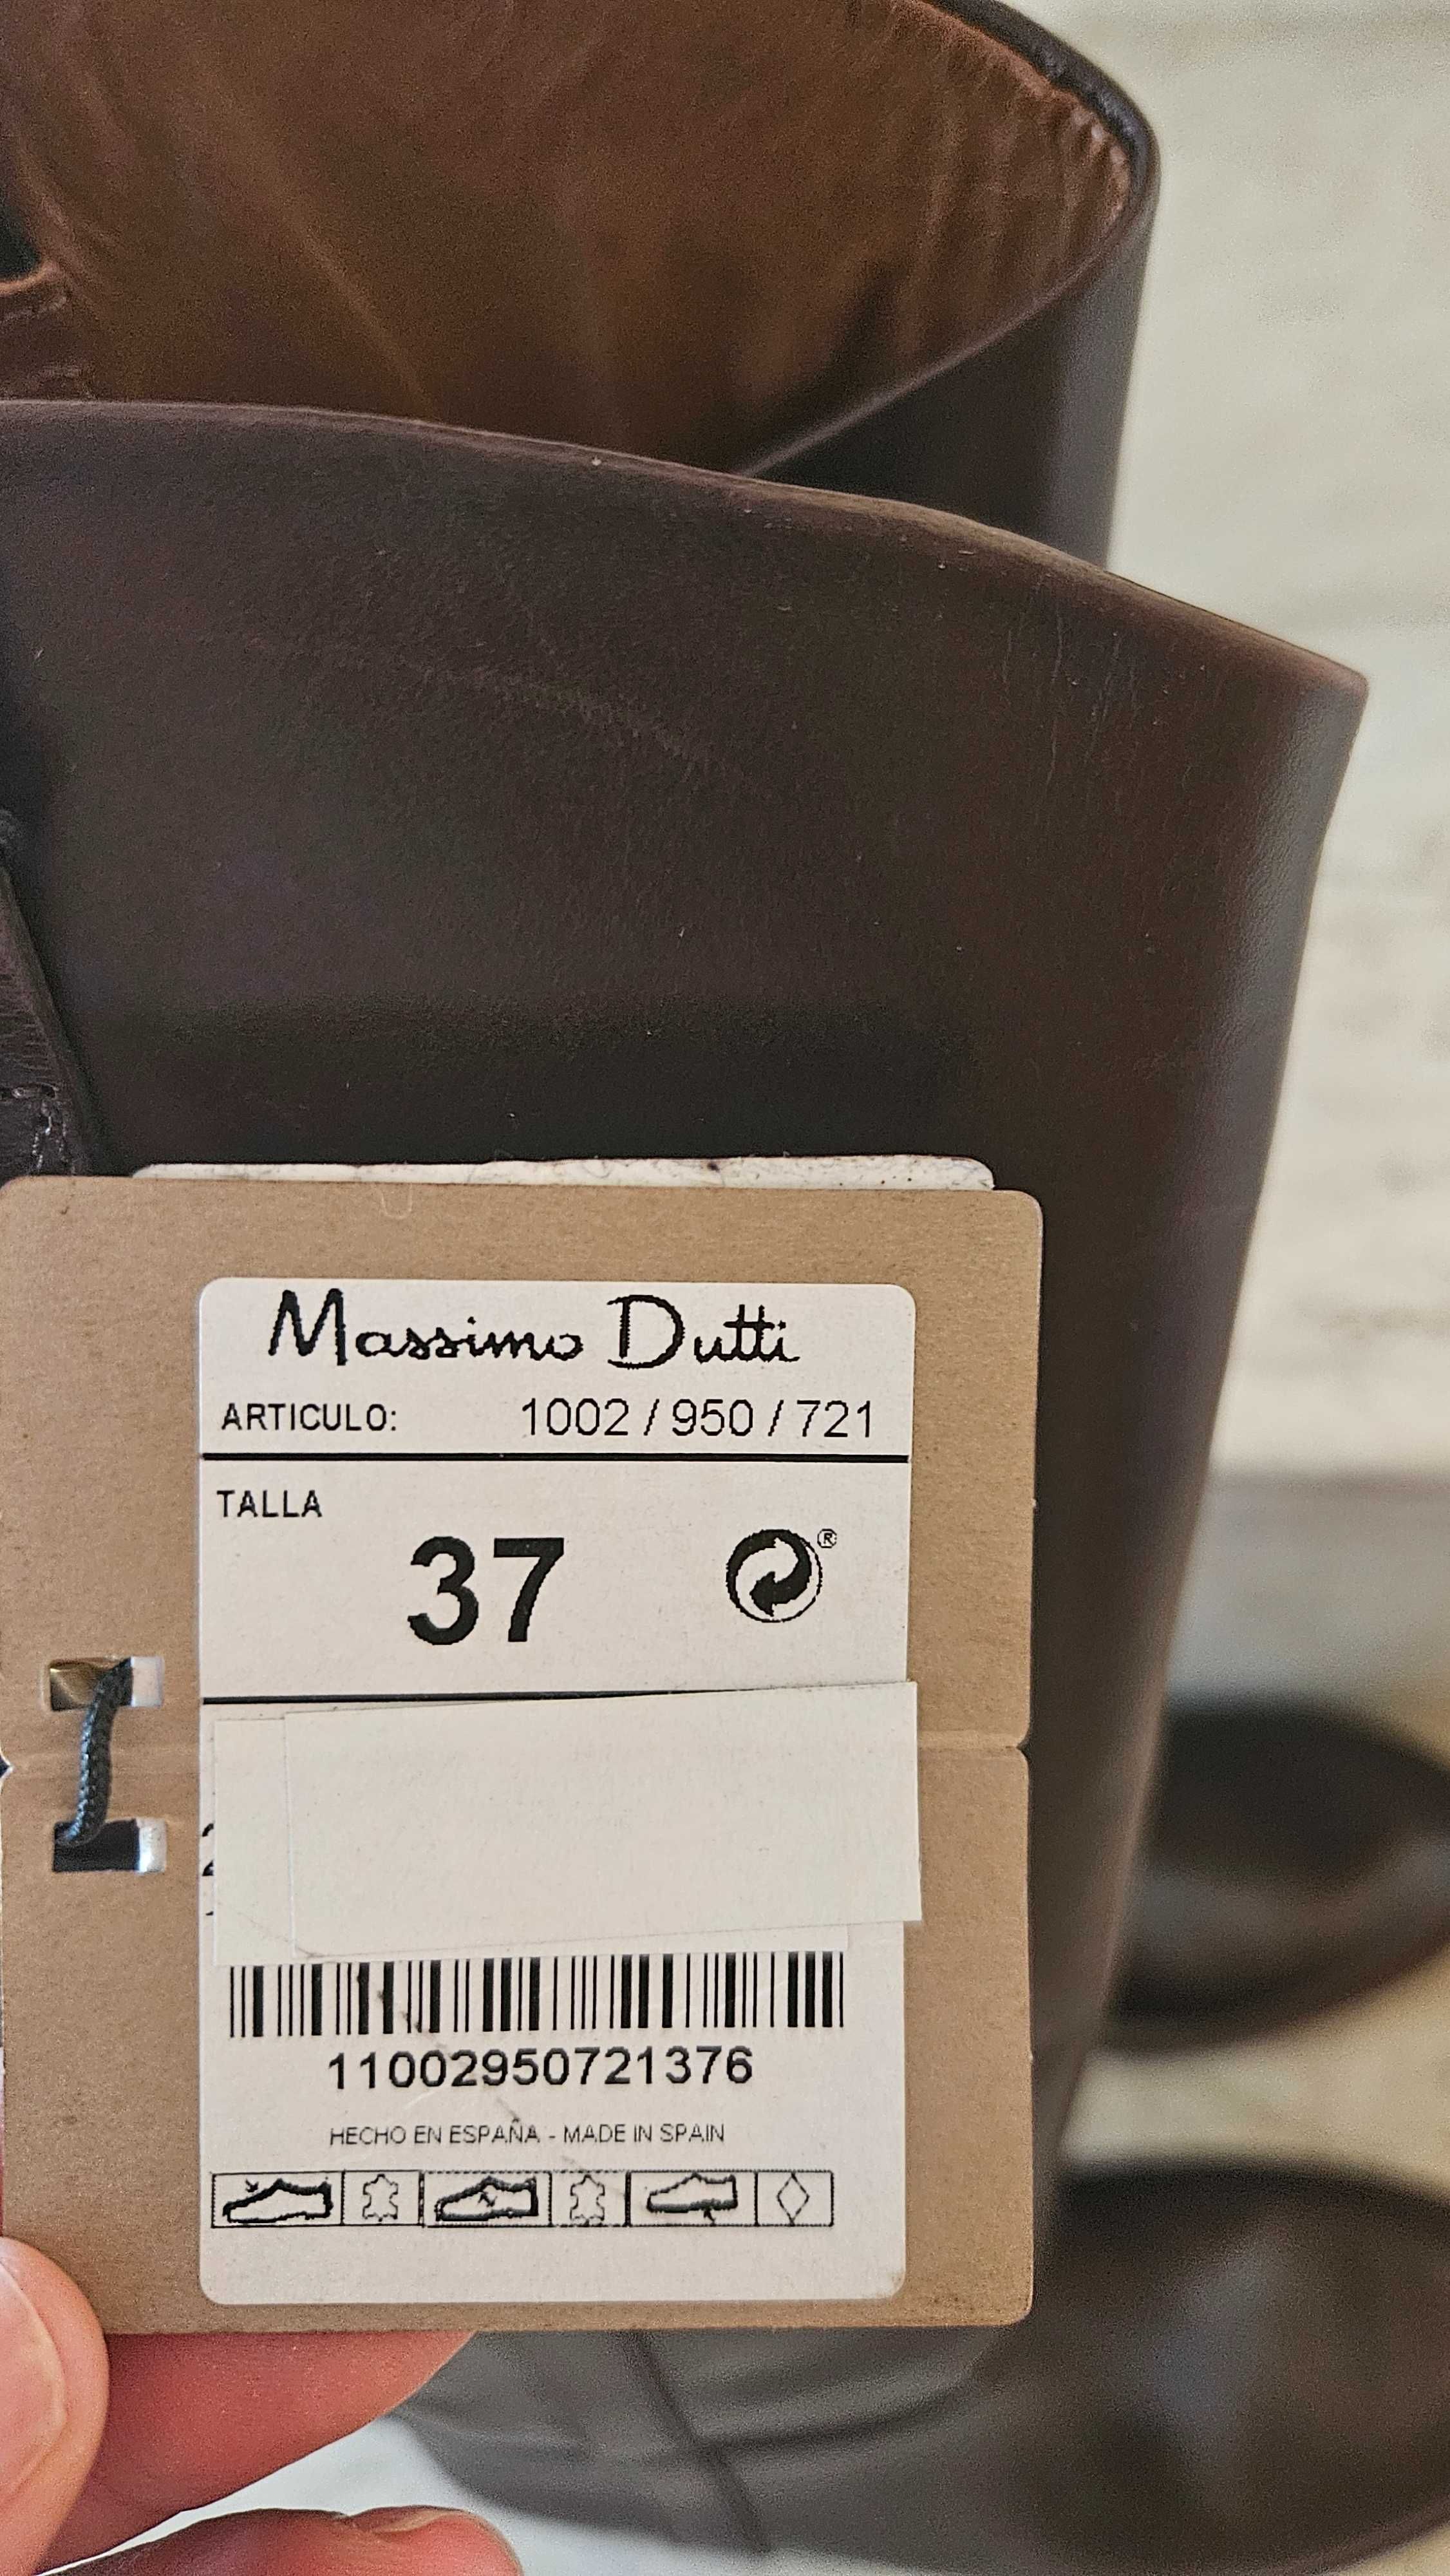 Massimo Dutti
ARTICULO: 1002 / 950 / 721
TALLA
37
®
11002950721376
HECHO EN ESPAÑA - MADE IN SPAIN